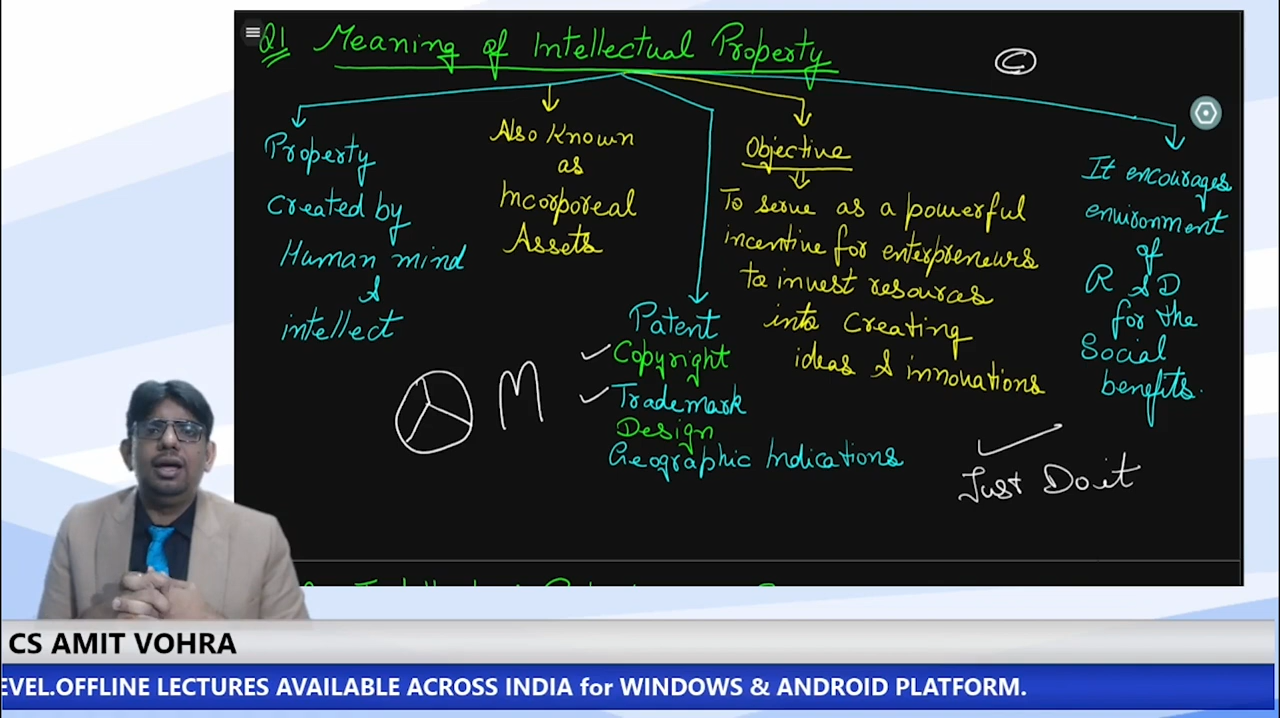 Q1 Meaning of Intellectual Property
©
Property
created by
Human mind
&
intellect
Also Known
as
Incorporeal
Assets
Patent
Copyright
Trademark
Design
Geographic Indications
Objective
To serve as a powerful
incentive for enterpreneurs
to invest resources
into Creating
ideas & innovations
It encourages
environment
of
R & D
for the
Social
benefits.
M
Just Do it
CS AMIT VOHRA
EVEL.OFFLINE LECTURES AVAILABLE ACROSS INDIA for WINDOWS & ANDROID PLATFORM.